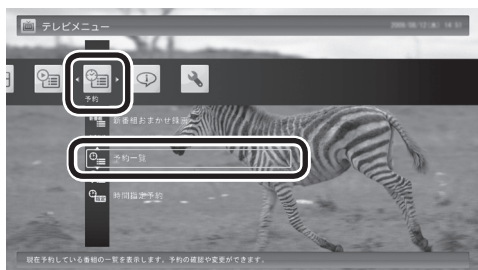 テレビメニュー
予約
新番組おまかせ録画
予約一覧
時間指定予約
現在予約している番組の一覧を表示します。予約の確認や変更ができます。